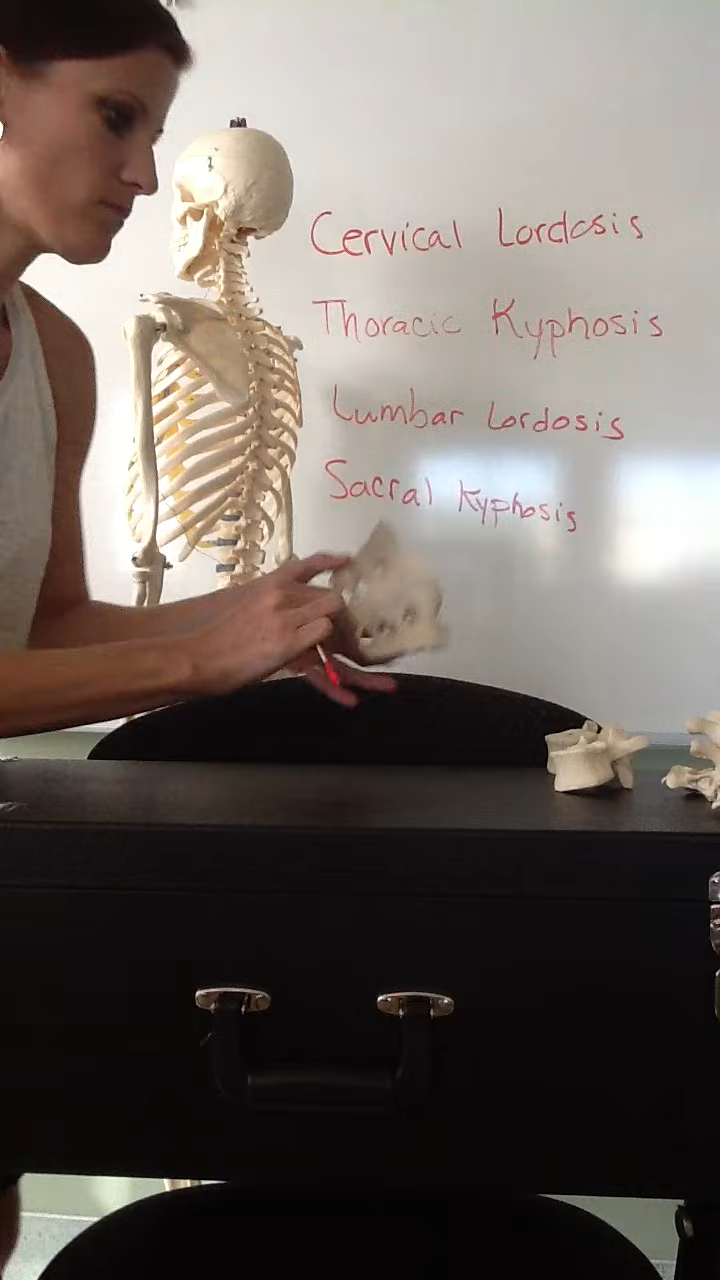 Cervical Lordosis
Thoracic Kyphosis
Lumbar Lordosis
Sacral Kyphosis